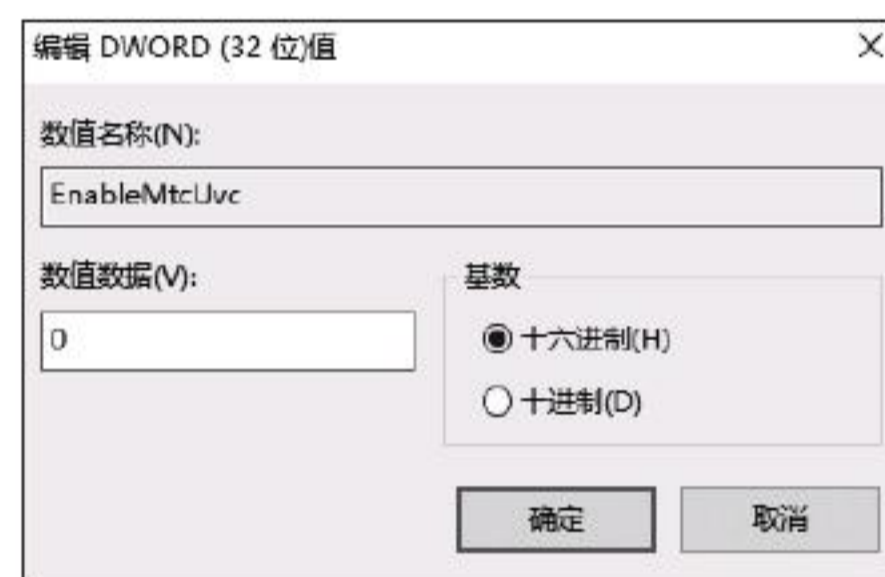 编辑 DWORD (32 位)值
数值名称(N):
EnableMtcUvc
数值数据(V):
0
基数
十六进制(H)
十进制(D)
确定
取消